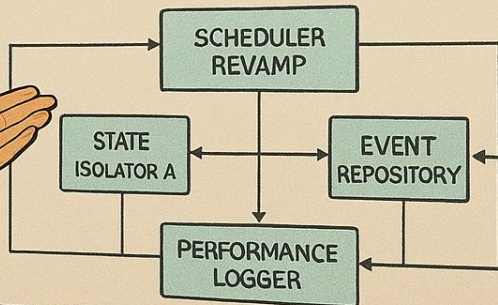 SCHEDULER
REVAMP
STATE
ISOLATOR A
EVENT
REPOSITORY
PERFORMANCE
LOGGER